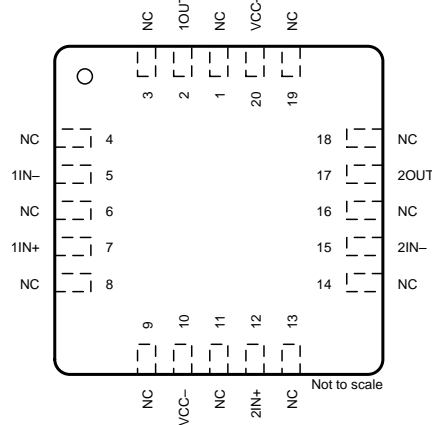 NC
1OUT
NC
NC
3
2
1
20
19
NC 4
1IN–
5
NC
6
1IN+
7
NC
8
18
NC
17
2OUT
16
NC
15
2IN–
14
NC
9
10
11
12
13
NC
VCC–
NC
2IN+
NC
Not to scale